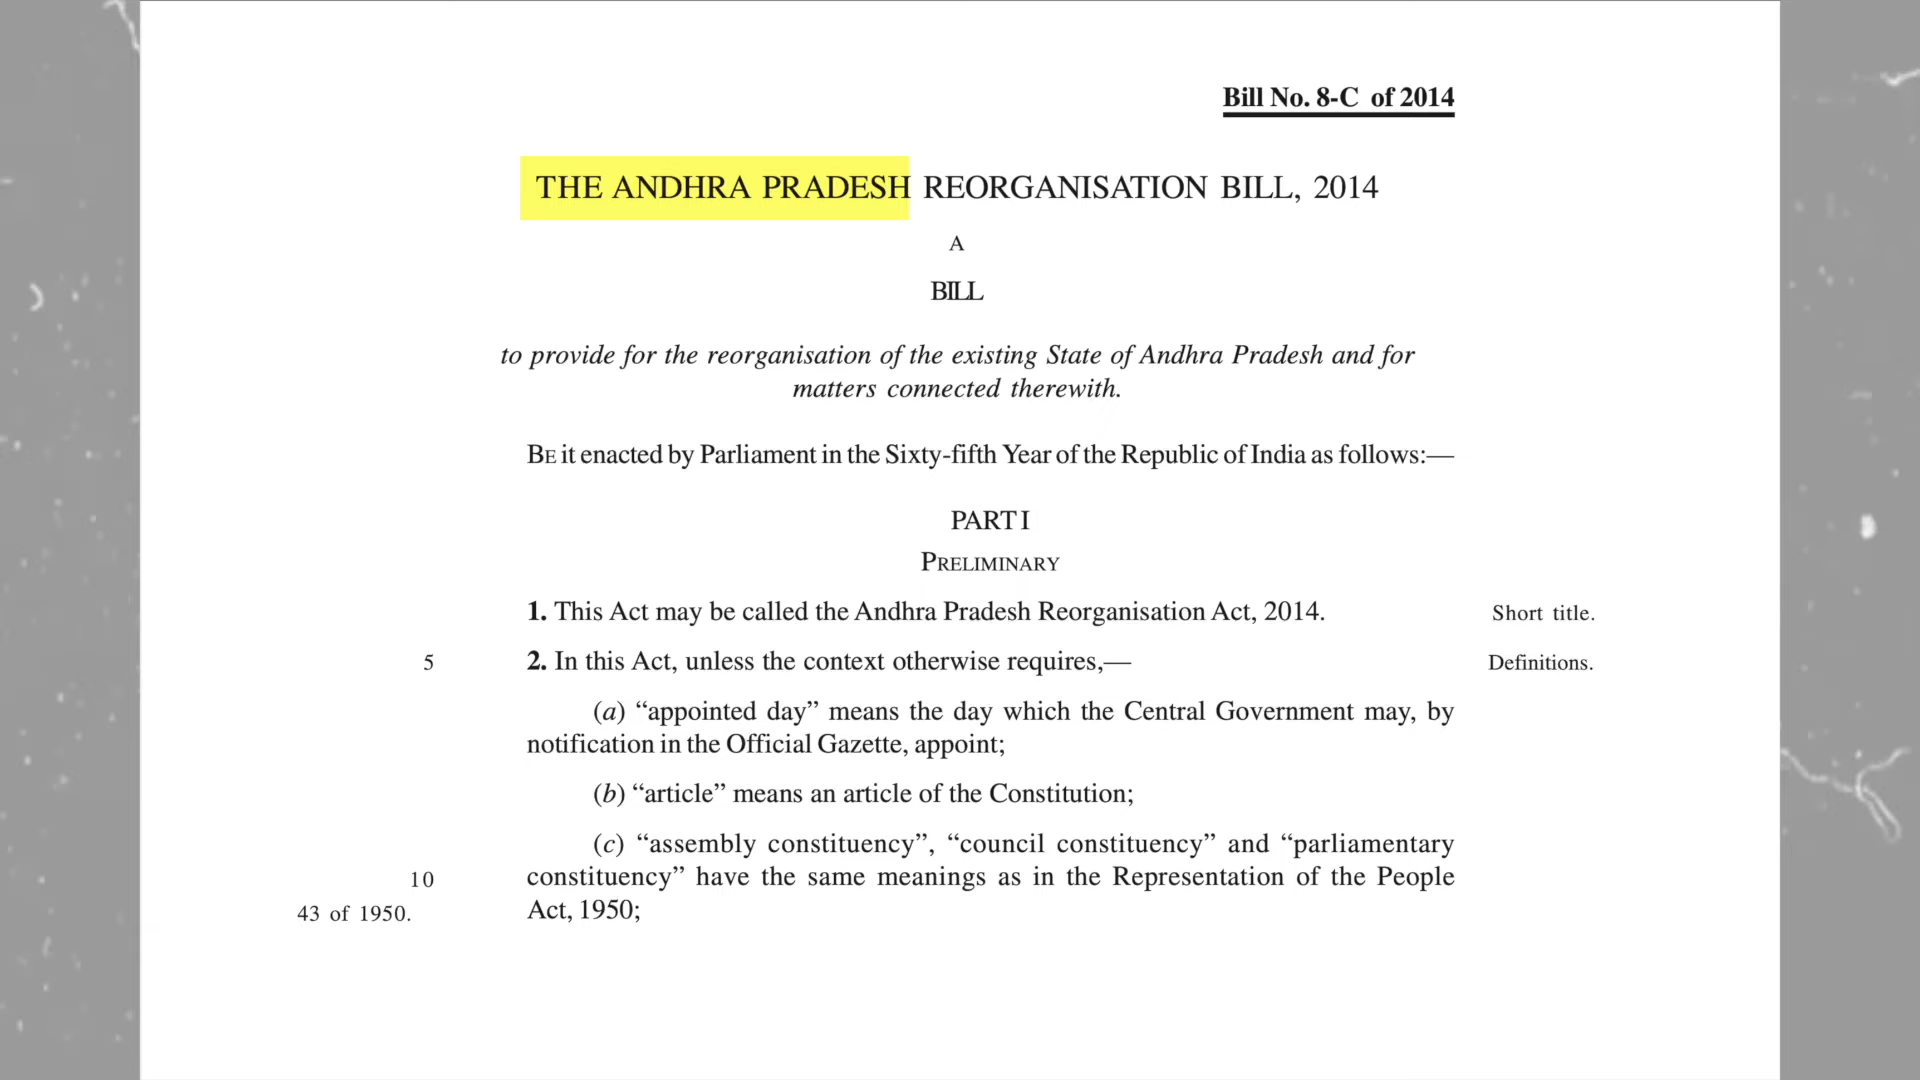 Bill No. 8-C of 2014
THE ANDHRA PRADESH REORGANISATION BILL, 2014
A
BILL
to provide for the reorganisation of the existing State of Andhra Pradesh and for
matters connected therewith.
BE it enacted by Parliament in the Sixty-fifth Year of the Republic of India as follows:—
PART I
PRELIMINARY
1. This Act may be called the Andhra Pradesh Reorganisation Act, 2014.
Short title.
5
2. In this Act, unless the context otherwise requires,—
Definitions.
(a) “appointed day” means the day which the Central Government may, by
notification in the Official Gazette, appoint;
(b) “article” means an article of the Constitution;
(c) “assembly constituency”, “council constituency” and “parliamentary
10
constituency” have the same meanings as in the Representation of the People
43 of 1950.
Act, 1950;